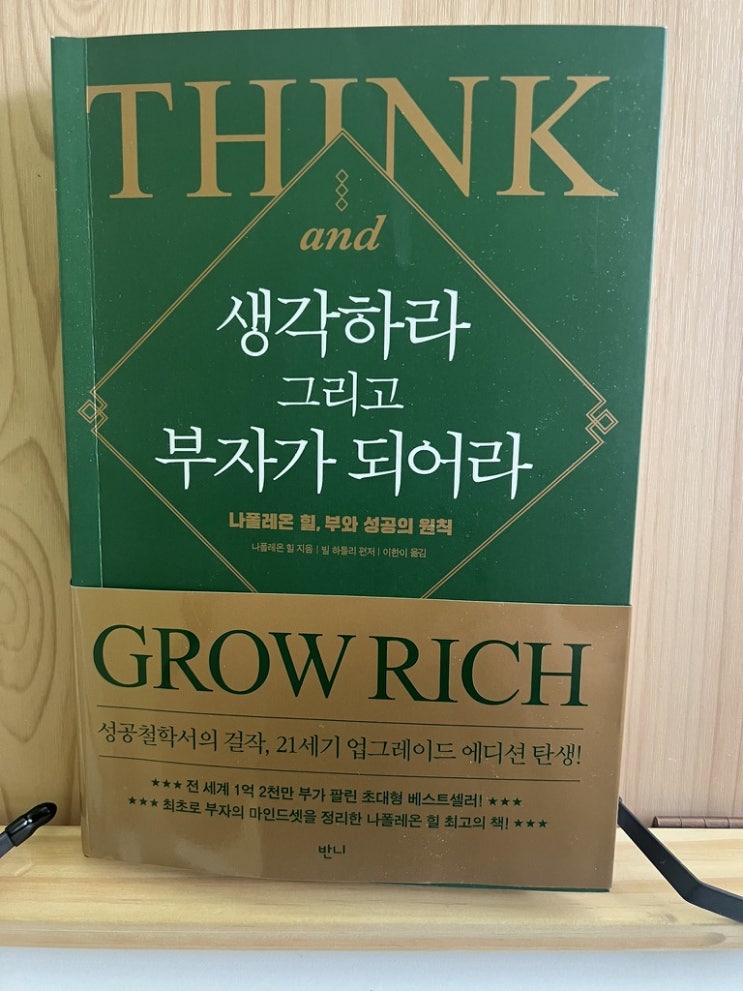 THINK
and
생각하라
그리고
부자가 되어라
나폴레온 힐, 부와 성공의 원칙
나폴레온 힐 지음 | 빌 하틀리 편저 | 이한이 옮김
GROW RICH
성공철학서의 걸작, 21세기 업그레이드 에디션 탄생!
★★★ 전 세계 1억 2천만 부가 팔린 초대형 베스트셀러! ★★★
★★★ 최초로 부자의 마인드셋을 정리한 나폴레온 힐 최고의 책! ★★★
반니